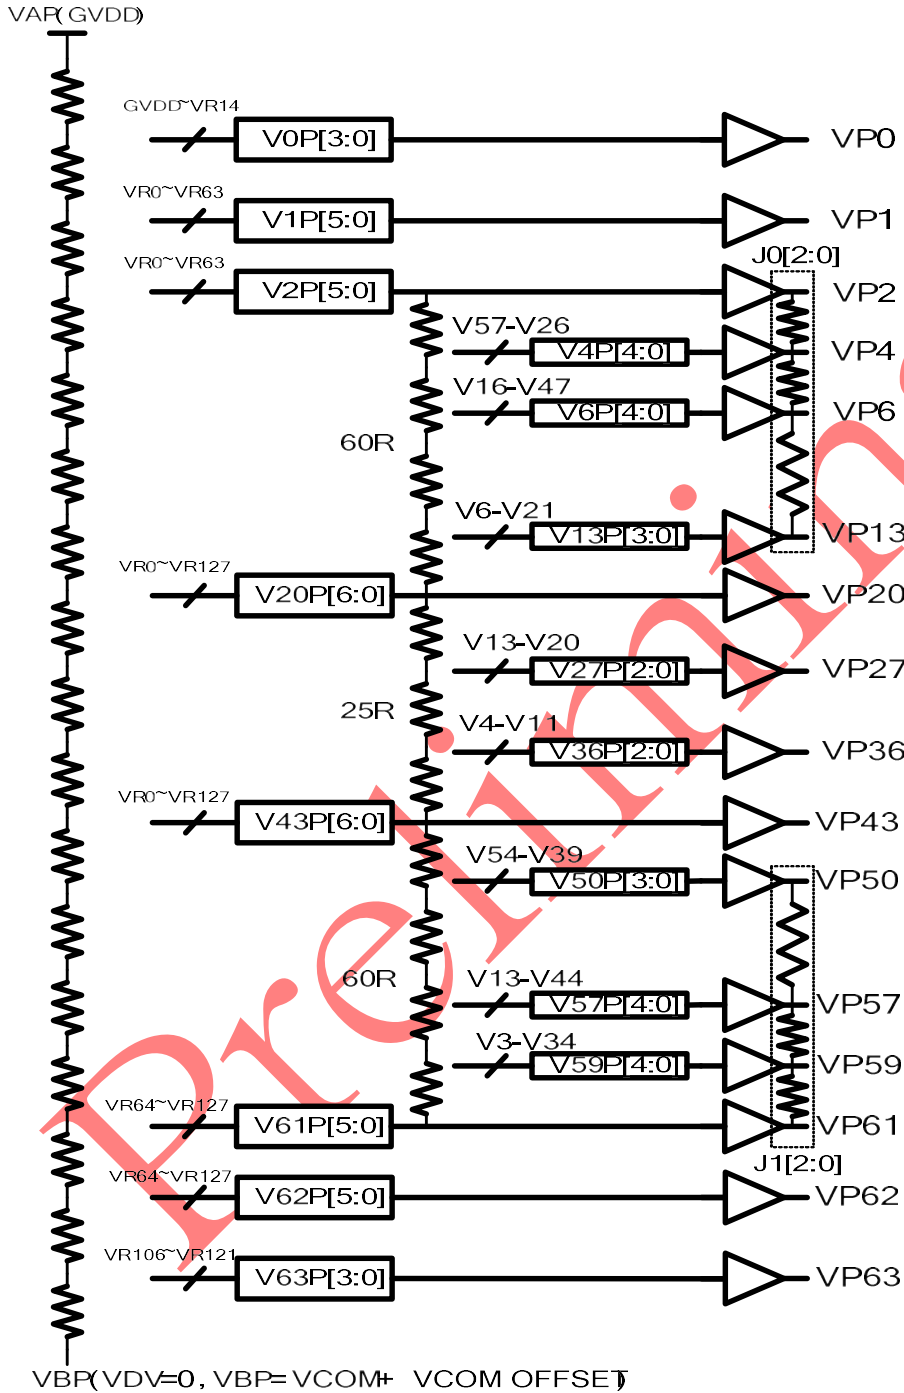 VAP(GVDD)
GVDD~VR14
V0P[3:0]
VP0
VR0~VR63
V1P[5:0]
VP1
J0[2:0]
VR0~VR63
V2P[5:0]
VP2
V57-V26
V4P[4:0]
VP4
V16-V47
V6P[4:0]
VP6
60R
V6-V21
V13P[3:0]
VP13
VR0~VR127
V20P[6:0]
VP20
V13-V20
V27P[2:0]
VP27
25R
V4-V11
V36P[2:0]
VP36
VR0~VR127
V43P[6:0]
VP43
V54-V39
V50P[3:0]
VP50
60R
V13-V44
V57P[4:0]
VP57
V3-V34
V59P[4:0]
VP59
VR64~VR127
V61P[5:0]
VP61
J1[2:0]
VR64~VR127
V62P[5:0]
VP62
VR106~VR121
V63P[3:0]
VP63
VBP(VDV=0, VBP=VCOM+ VCOM OFFSET)
Prelimin